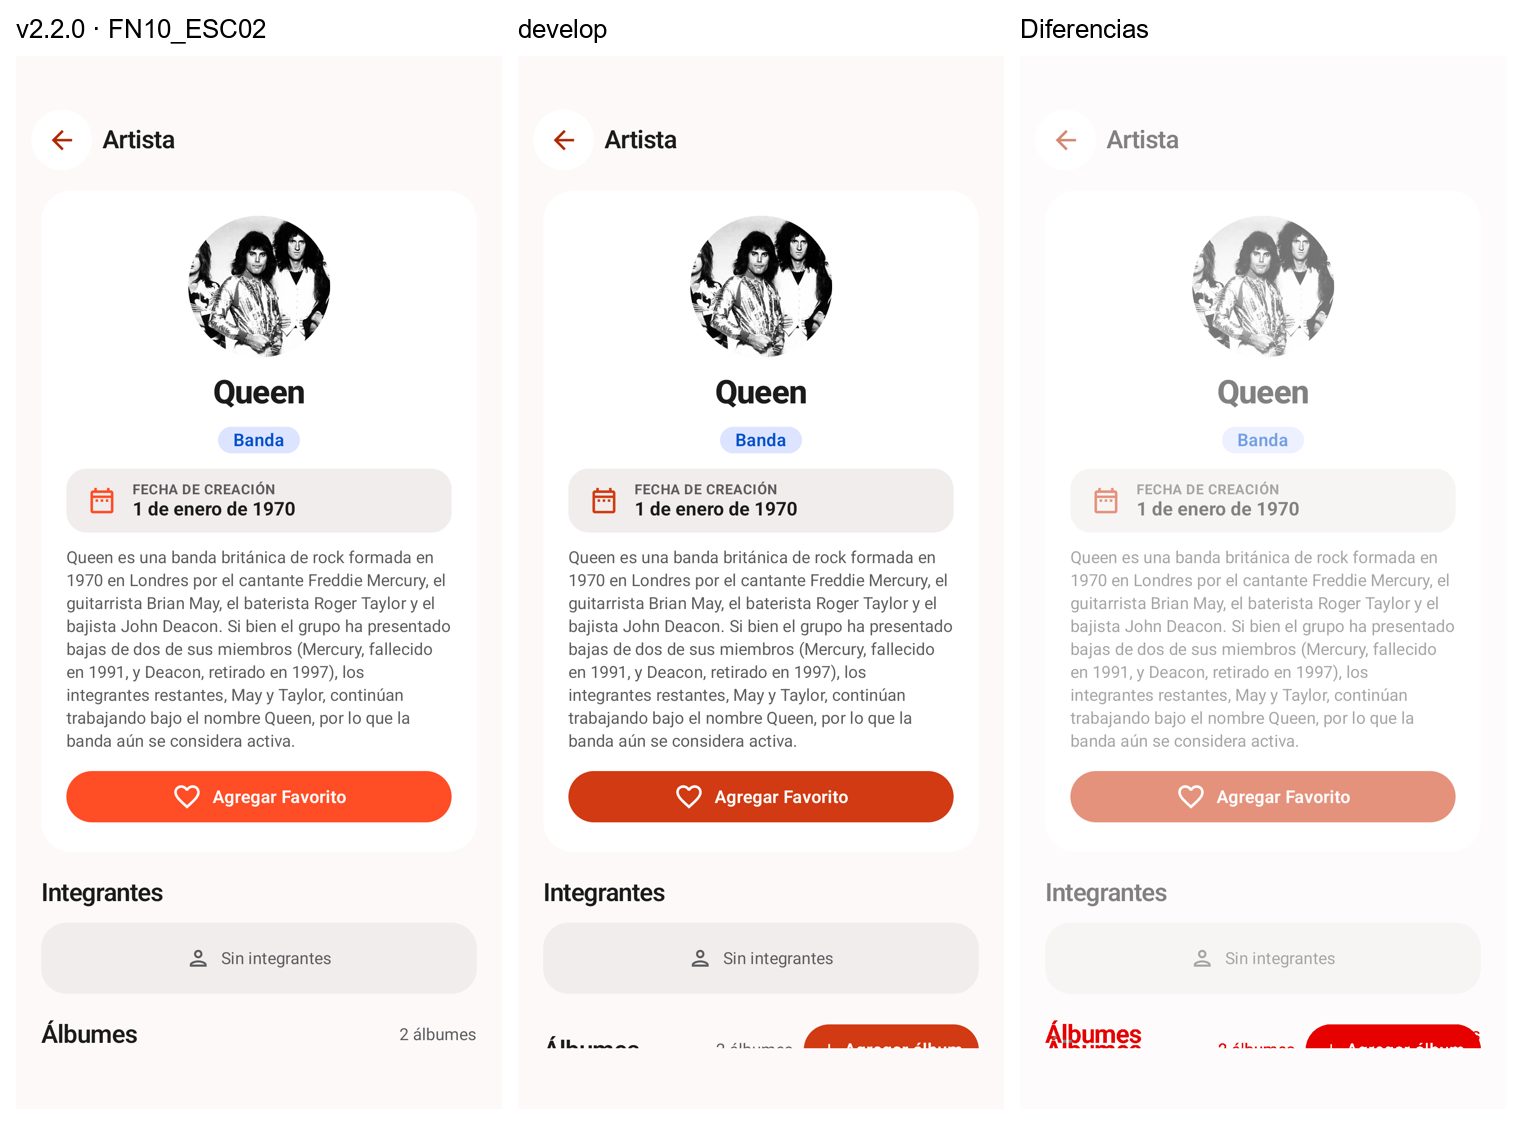 v2.2.0 · FN10_ESC02
Artista
Queen
Banda
FECHA DE CREACIÓN
1 de enero de 1970
Queen es una banda británica de rock formada en
1970 en Londres por el cantante Freddie Mercury, el
guitarrista Brian May, el baterista Roger Taylor y el
bajista John Deacon. Si bien el grupo ha presentado
bajas de dos de sus miembros (Mercury, fallecido
en 1991, y Deacon, retirado en 1997), los
integrantes restantes, May y Taylor, continúan
trabajando bajo el nombre Queen, por lo que la
banda aún se considera activa.
Agregar Favorito
Integrantes
Sin integrantes
Álbumes 2 álbumes
develop
Artista
Queen
Banda
FECHA DE CREACIÓN
1 de enero de 1970
Queen es una banda británica de rock formada en
1970 en Londres por el cantante Freddie Mercury, el
guitarrista Brian May, el baterista Roger Taylor y el
bajista John Deacon. Si bien el grupo ha presentado
bajas de dos de sus miembros (Mercury, fallecido
en 1991, y Deacon, retirado en 1997), los
integrantes restantes, May y Taylor, continúan
trabajando bajo el nombre Queen, por lo que la
banda aún se considera activa.
Agregar Favorito
Integrantes
Sin integrantes
Álbumes 2 álbumes + Agregar álbum
Diferencias
Artista
Queen
Banda
FECHA DE CREACIÓN
1 de enero de 1970
Queen es una banda británica de rock formada en
1970 en Londres por el cantante Freddie Mercury, el
guitarrista Brian May, el baterista Roger Taylor y el
bajista John Deacon. Si bien el grupo ha presentado
bajas de dos de sus miembros (Mercury, fallecido
en 1991, y Deacon, retirado en 1997), los
integrantes restantes, May y Taylor, continúan
trabajando bajo el nombre Queen, por lo que la
banda aún se considera activa.
Agregar Favorito
Integrantes
Sin integrantes
Álbumes
Álbumes 2 álbumes + Agregar álbum